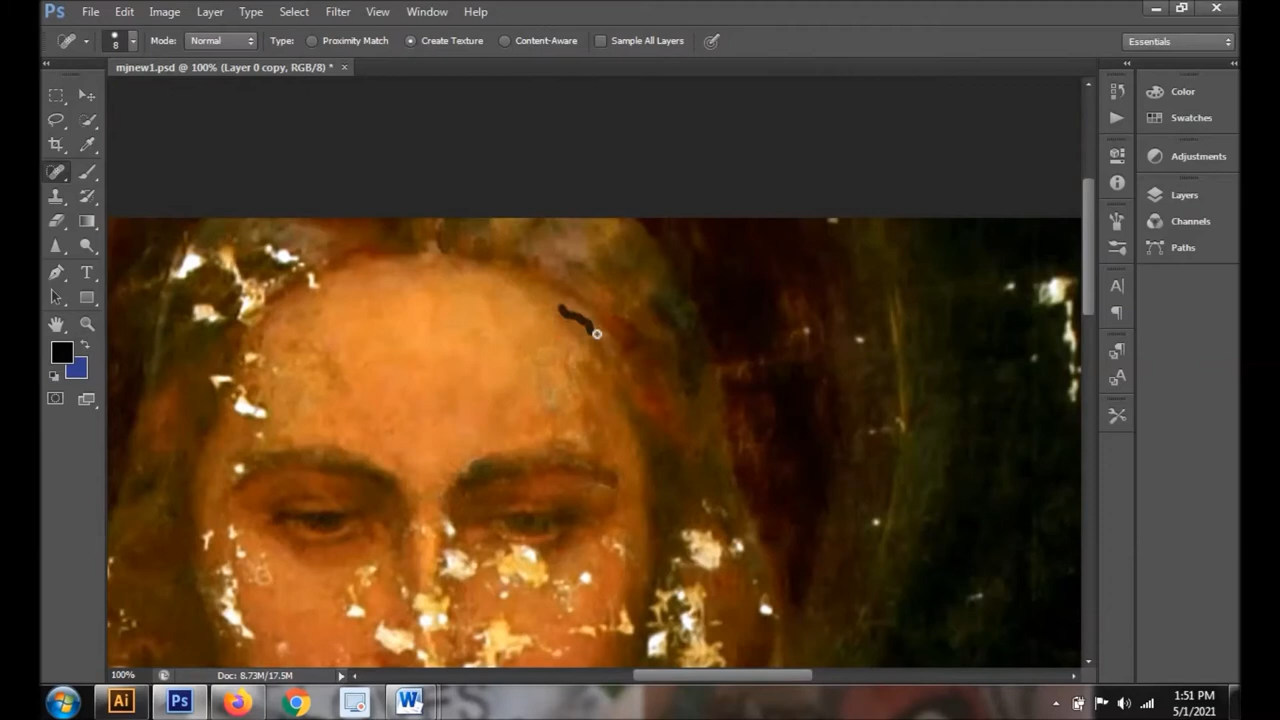 Ps File Edit Image Layer Type Select Filter View Window Help
8 Mode: Normal Type: Proximity Match Create Texture Content-Aware Sample All Layers Essentials
mjnew1.psd @ 100% (Layer 0 copy, RGB/8) * ×
Color
Swatches
Adjustments
Layers
Channels
Paths
T
A
A
100% Doc: 8.73M/17.5M
Ai Ps W 1:51 PM
5/1/2021